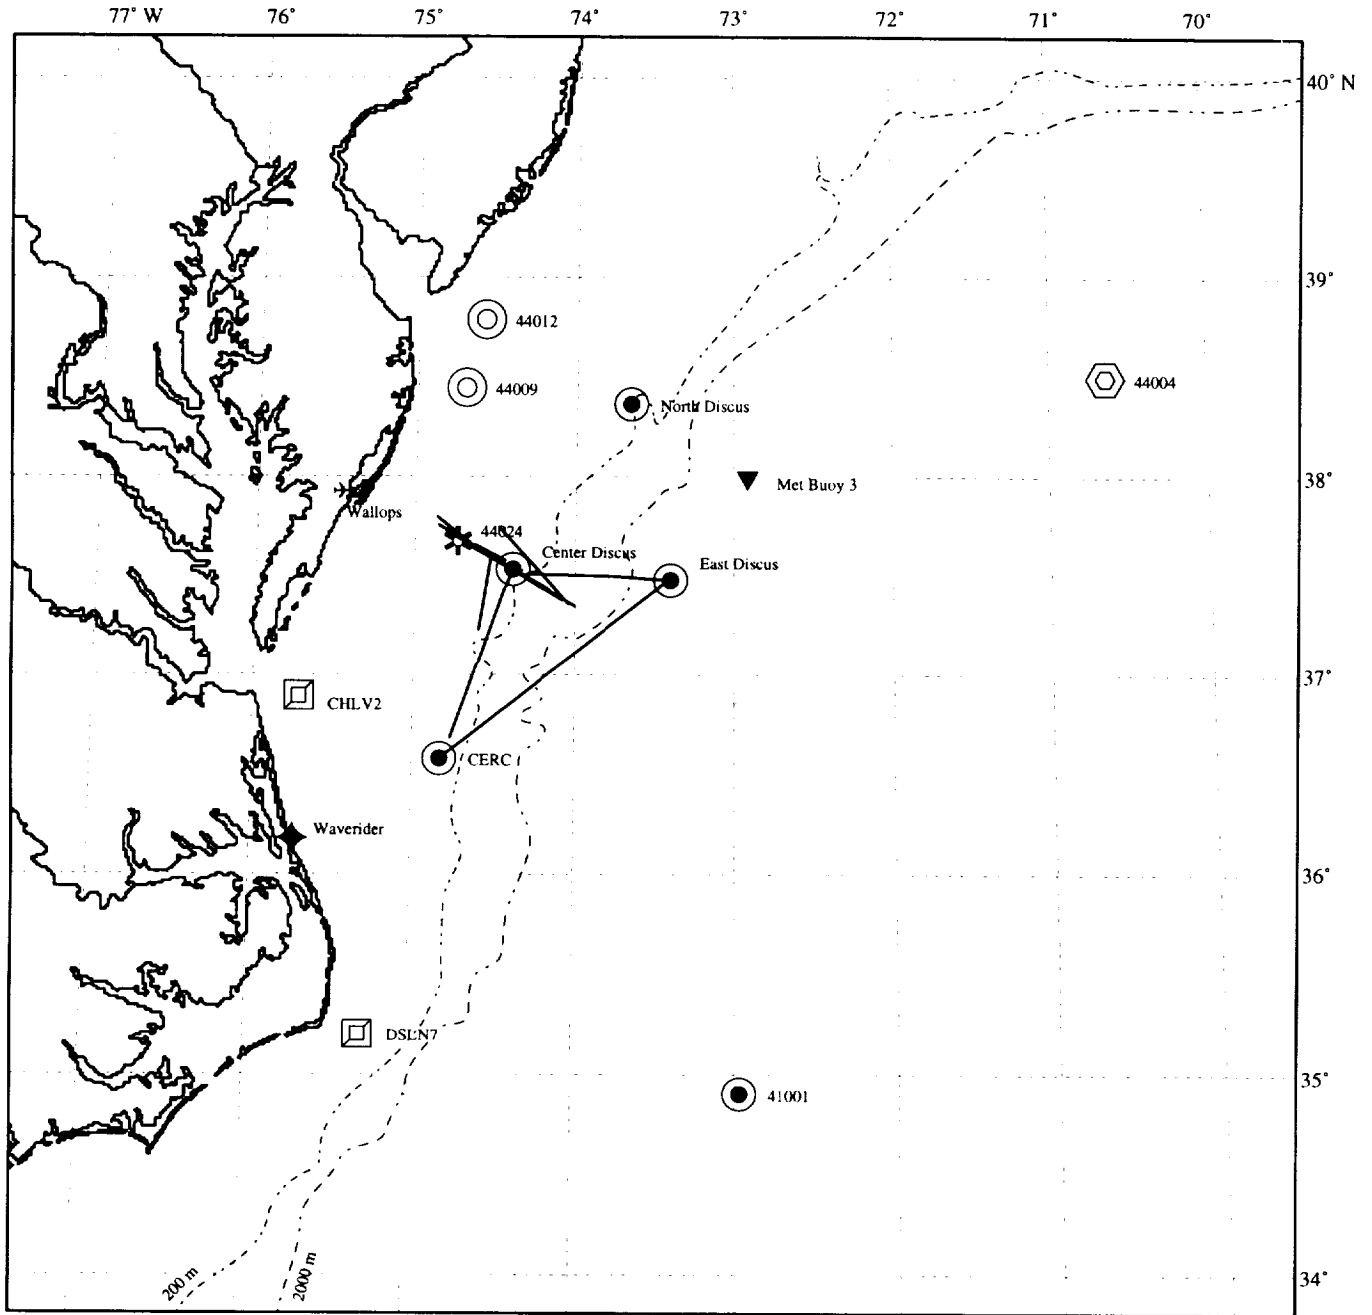 77° W 76° 75° 74° 73° 72° 71° 70°
40° N
39°
44012
44009
44004
North Discus
38°
Met Buoy 3
Wallops
44024
Center Discus
East Discus
37°
CHLV2
CERC
Waverider
36°
DSLN7
35°
41001
200 m
2000 m
34°